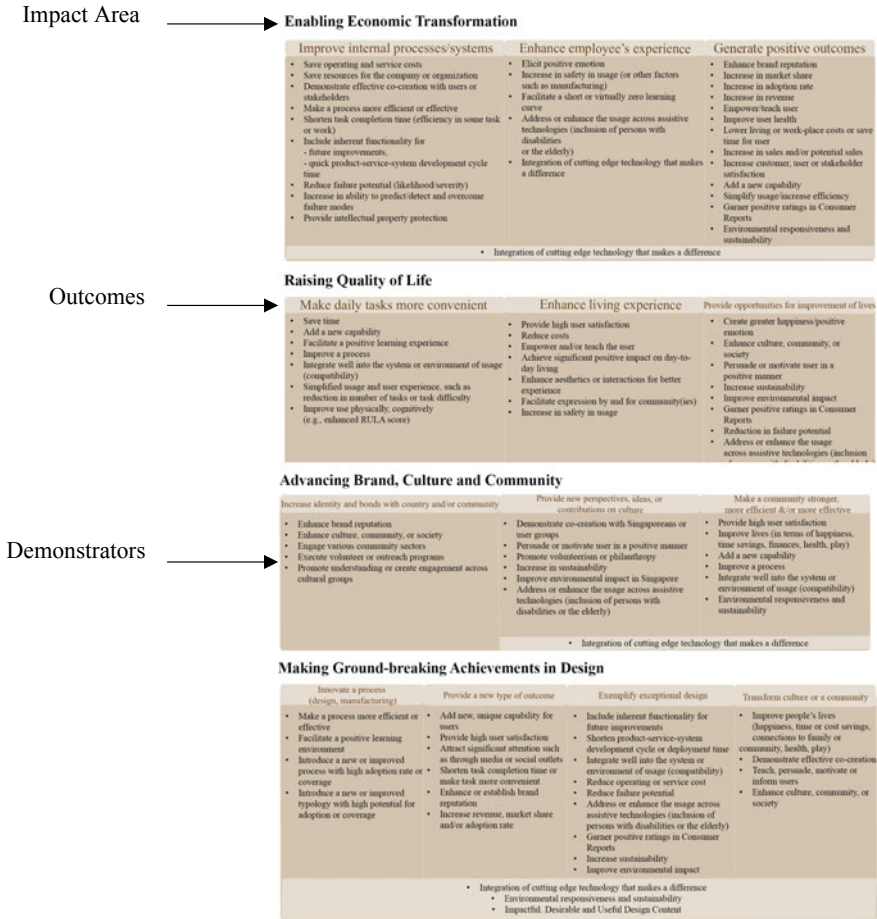 Impact Area
Enabling Economic Transformation
Improve internal processes/systems
• Save operating and service costs
• Save resources for the company or organization
• Demonstrate effective co-creation with users or
stakeholders
• Make a process more efficient or effective
• Shorten task completion time (efficiency in some task
or work)
• Include inherent functionality for
- future improvements,
- quick product-service-system development cycle
time
• Reduce failure potential (likelihood/severity)
• Increase in ability to predict/detect and overcome
failure modes
• Provide intellectual property protection
Enhance employee's experience
• Elicit positive emotion
• Increase in safety in usage (or other factors
such as manufacturing)
• Facilitate a short or virtually zero learning
curve
• Address or enhance the usage across assistive
technologies (inclusion of persons with
disabilities
or the elderly)
• Integration of cutting edge technology that makes
a difference
Generate positive outcomes
• Enhance brand reputation
• Increase in market share
• Increase in adoption rate
• Increase in revenue
• Empower/teach user
• Improve user health
• Lower living or work-place costs or save
time for user
• Increase in sales and/or potential sales
• Increase customer, user or stakeholder
satisfaction
• Add a new capability
• Simplify usage/increase efficiency
• Garner positive ratings in Consumer
Reports
• Environmental responsiveness and
sustainability
• Integration of cutting edge technology that makes a difference
Outcomes
Raising Quality of Life
Make daily tasks more convenient
• Save time
• Add a new capability
• Facilitate a positive learning experience
• Improve a process
• Integrate well into the system or environment of usage
(compatibility)
• Simplified usage and user experience, such as
reduction in number of tasks or task difficulty
• Improve use physically, cognitively
(e.g., enhanced RULA score)
Enhance living experience
• Provide high user satisfaction
• Reduce costs
• Empower and/or teach the user
• Achieve significant positive impact on day-to-
day living
• Enhance aesthetics or interactions for better
experience
• Facilitate expression by and for community(ies)
• Increase in safety in usage
Provide opportunities for improvement of lives
• Create greater happiness/positive
emotion
• Enhance culture, community, or
society
• Persuade or motivate user in a
positive manner
• Increase sustainability
• Improve environmental impact
• Garner positive ratings in Consumer
Reports
• Reduction in failure potential
• Address or enhance the usage
across assistive technologies (inclusion
Demonstrators
Advancing Brand, Culture and Community
Increase identity and bonds with country and/or community
• Enhance brand reputation
• Enhance culture, community, or society
• Engage various community sectors
• Execute volunteer or outreach programs
• Promote understanding or create engagement across
cultural groups
Provide new perspectives, ideas, or
contributions on culture
• Demonstrate co-creation with Singaporeans or
user groups
• Persuade or motivate user in a positive manner
• Promote volunteerism or philanthropy
• Increase in sustainability
• Improve environmental impact in Singapore
• Address or enhance the usage across assistive
technologies (inclusion of persons with
disabilities or the elderly)
Make a community stronger,
more efficient &/or more effective
• Provide high user satisfaction
• Improve lives (in terms of happiness,
time savings, finances, health, play)
• Add a new capability
• Improve a process
• Integrate well into the system or
environment of usage (compatibility)
• Environmental responsiveness and
sustainability
• Integration of cutting edge technology that makes a difference
Making Ground-breaking Achievements in Design
Innovate a process
(design, manufacturing)
• Make a process more efficient or
effective
• Facilitate a positive learning
environment
• Introduce a new or improved
process with high adoption rate or
coverage
• Introduce a new or improved
typology with high potential for
adoption or coverage
Provide a new type of outcome
• Add new, unique capability for
users
• Provide high user satisfaction
• Attract significant attention such
as through media or social outlets
• Shorten task completion time or
make task more convenient
• Enhance or establish brand
reputation
• Increase revenue, market share
and/or adoption rate
Exemplify exceptional design
• Include inherent functionality for
future improvements
• Shorten product-service-system
development cycle or deployment time
• Integrate well into the system or
environment of usage (compatibility)
• Reduce operating or service cost
• Reduce failure potential
• Address or enhance the usage across
assistive technologies (inclusion of
persons with disabilities or the elderly)
• Garner positive ratings in Consumer
Reports
• Increase sustainability
• Improve environmental impact
Transform culture or a community
• Improve people's lives
(happiness, time or cost savings,
connections to family or
community, health, play)
• Demonstrate effective co-creation
• Teach, persuade, motivate or
inform users
• Enhance culture, community, or
society
• Integration of cutting edge technology that makes a difference
• Environmental responsiveness and sustainability
• Impactful. Desirable and Useful Design Content